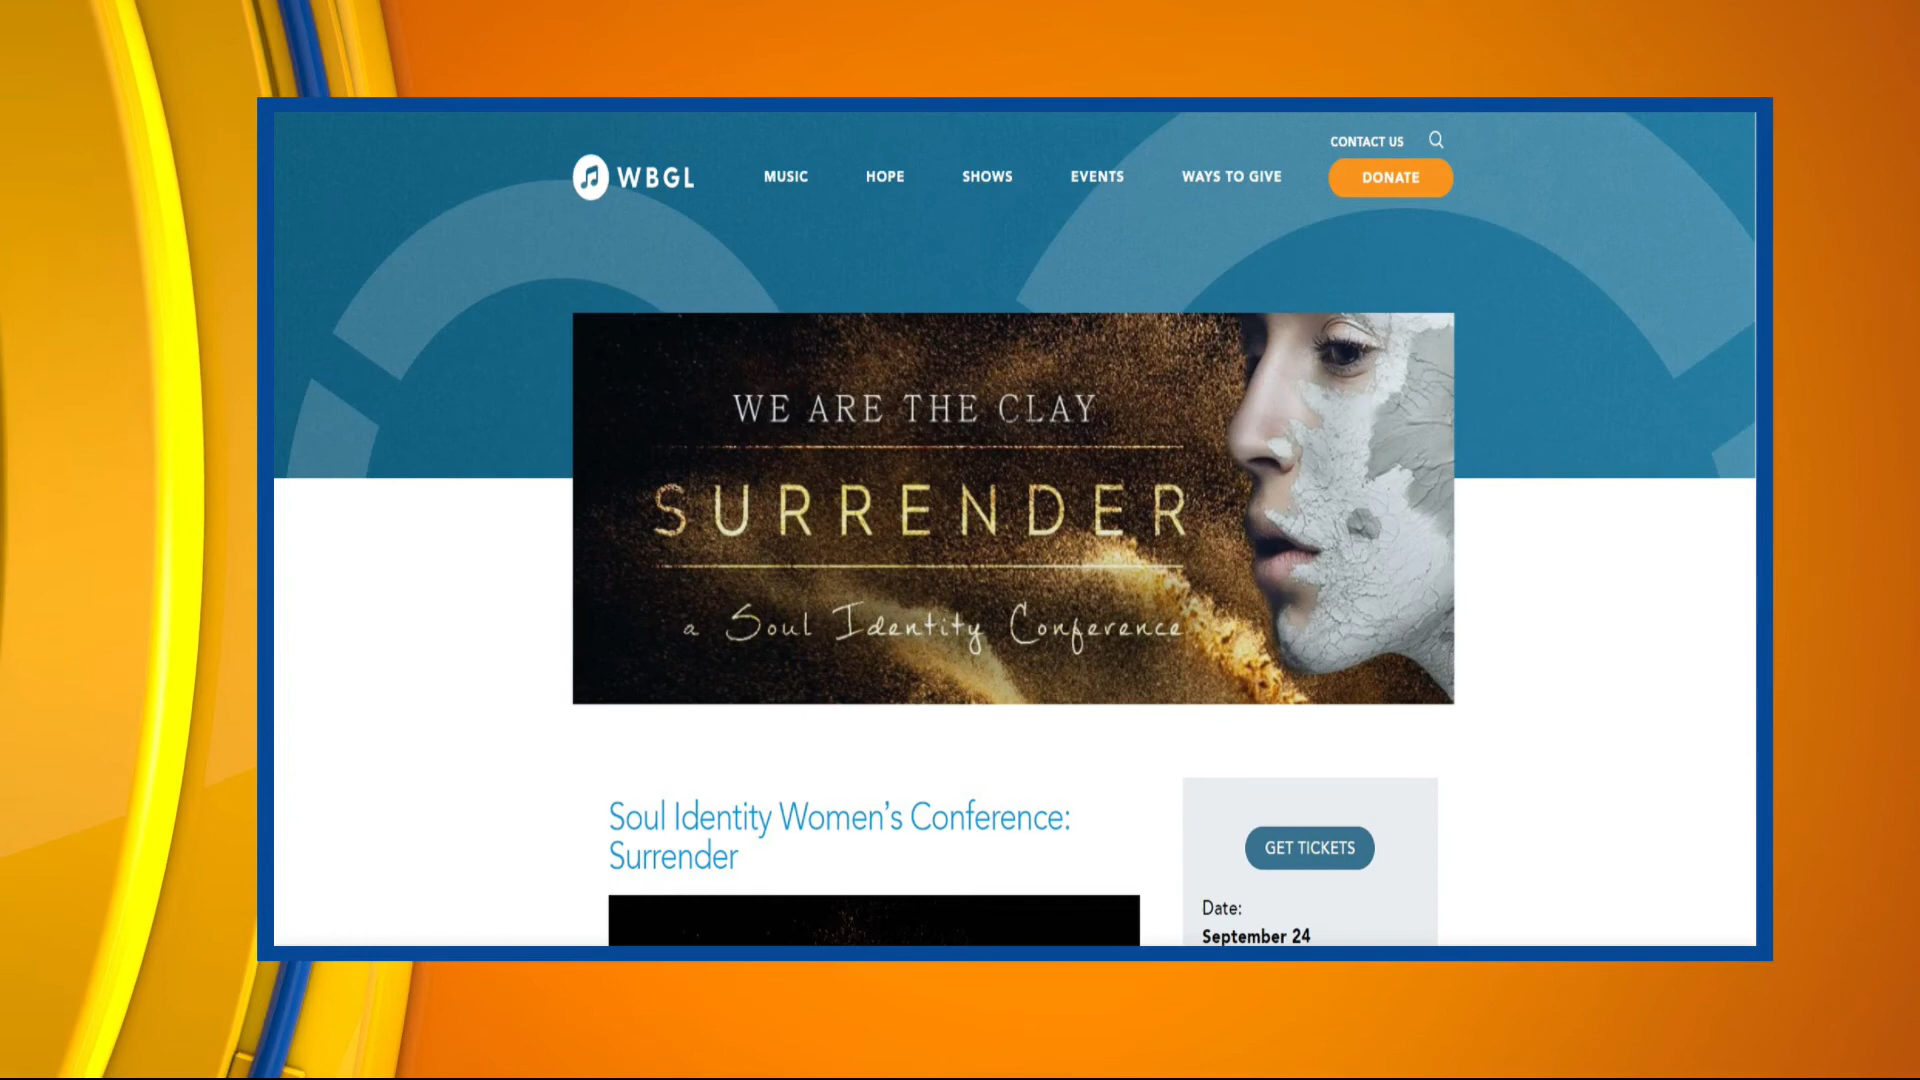 CONTACT US
WBGL
MUSIC
HOPE
SHOWS
EVENTS
WAYS TO GIVE
DONATE
WE ARE THE CLAY
SURRENDER
a Soul Identity Conference
Soul Identity Women's Conference:
Surrender
GET TICKETS
Date:
September 24